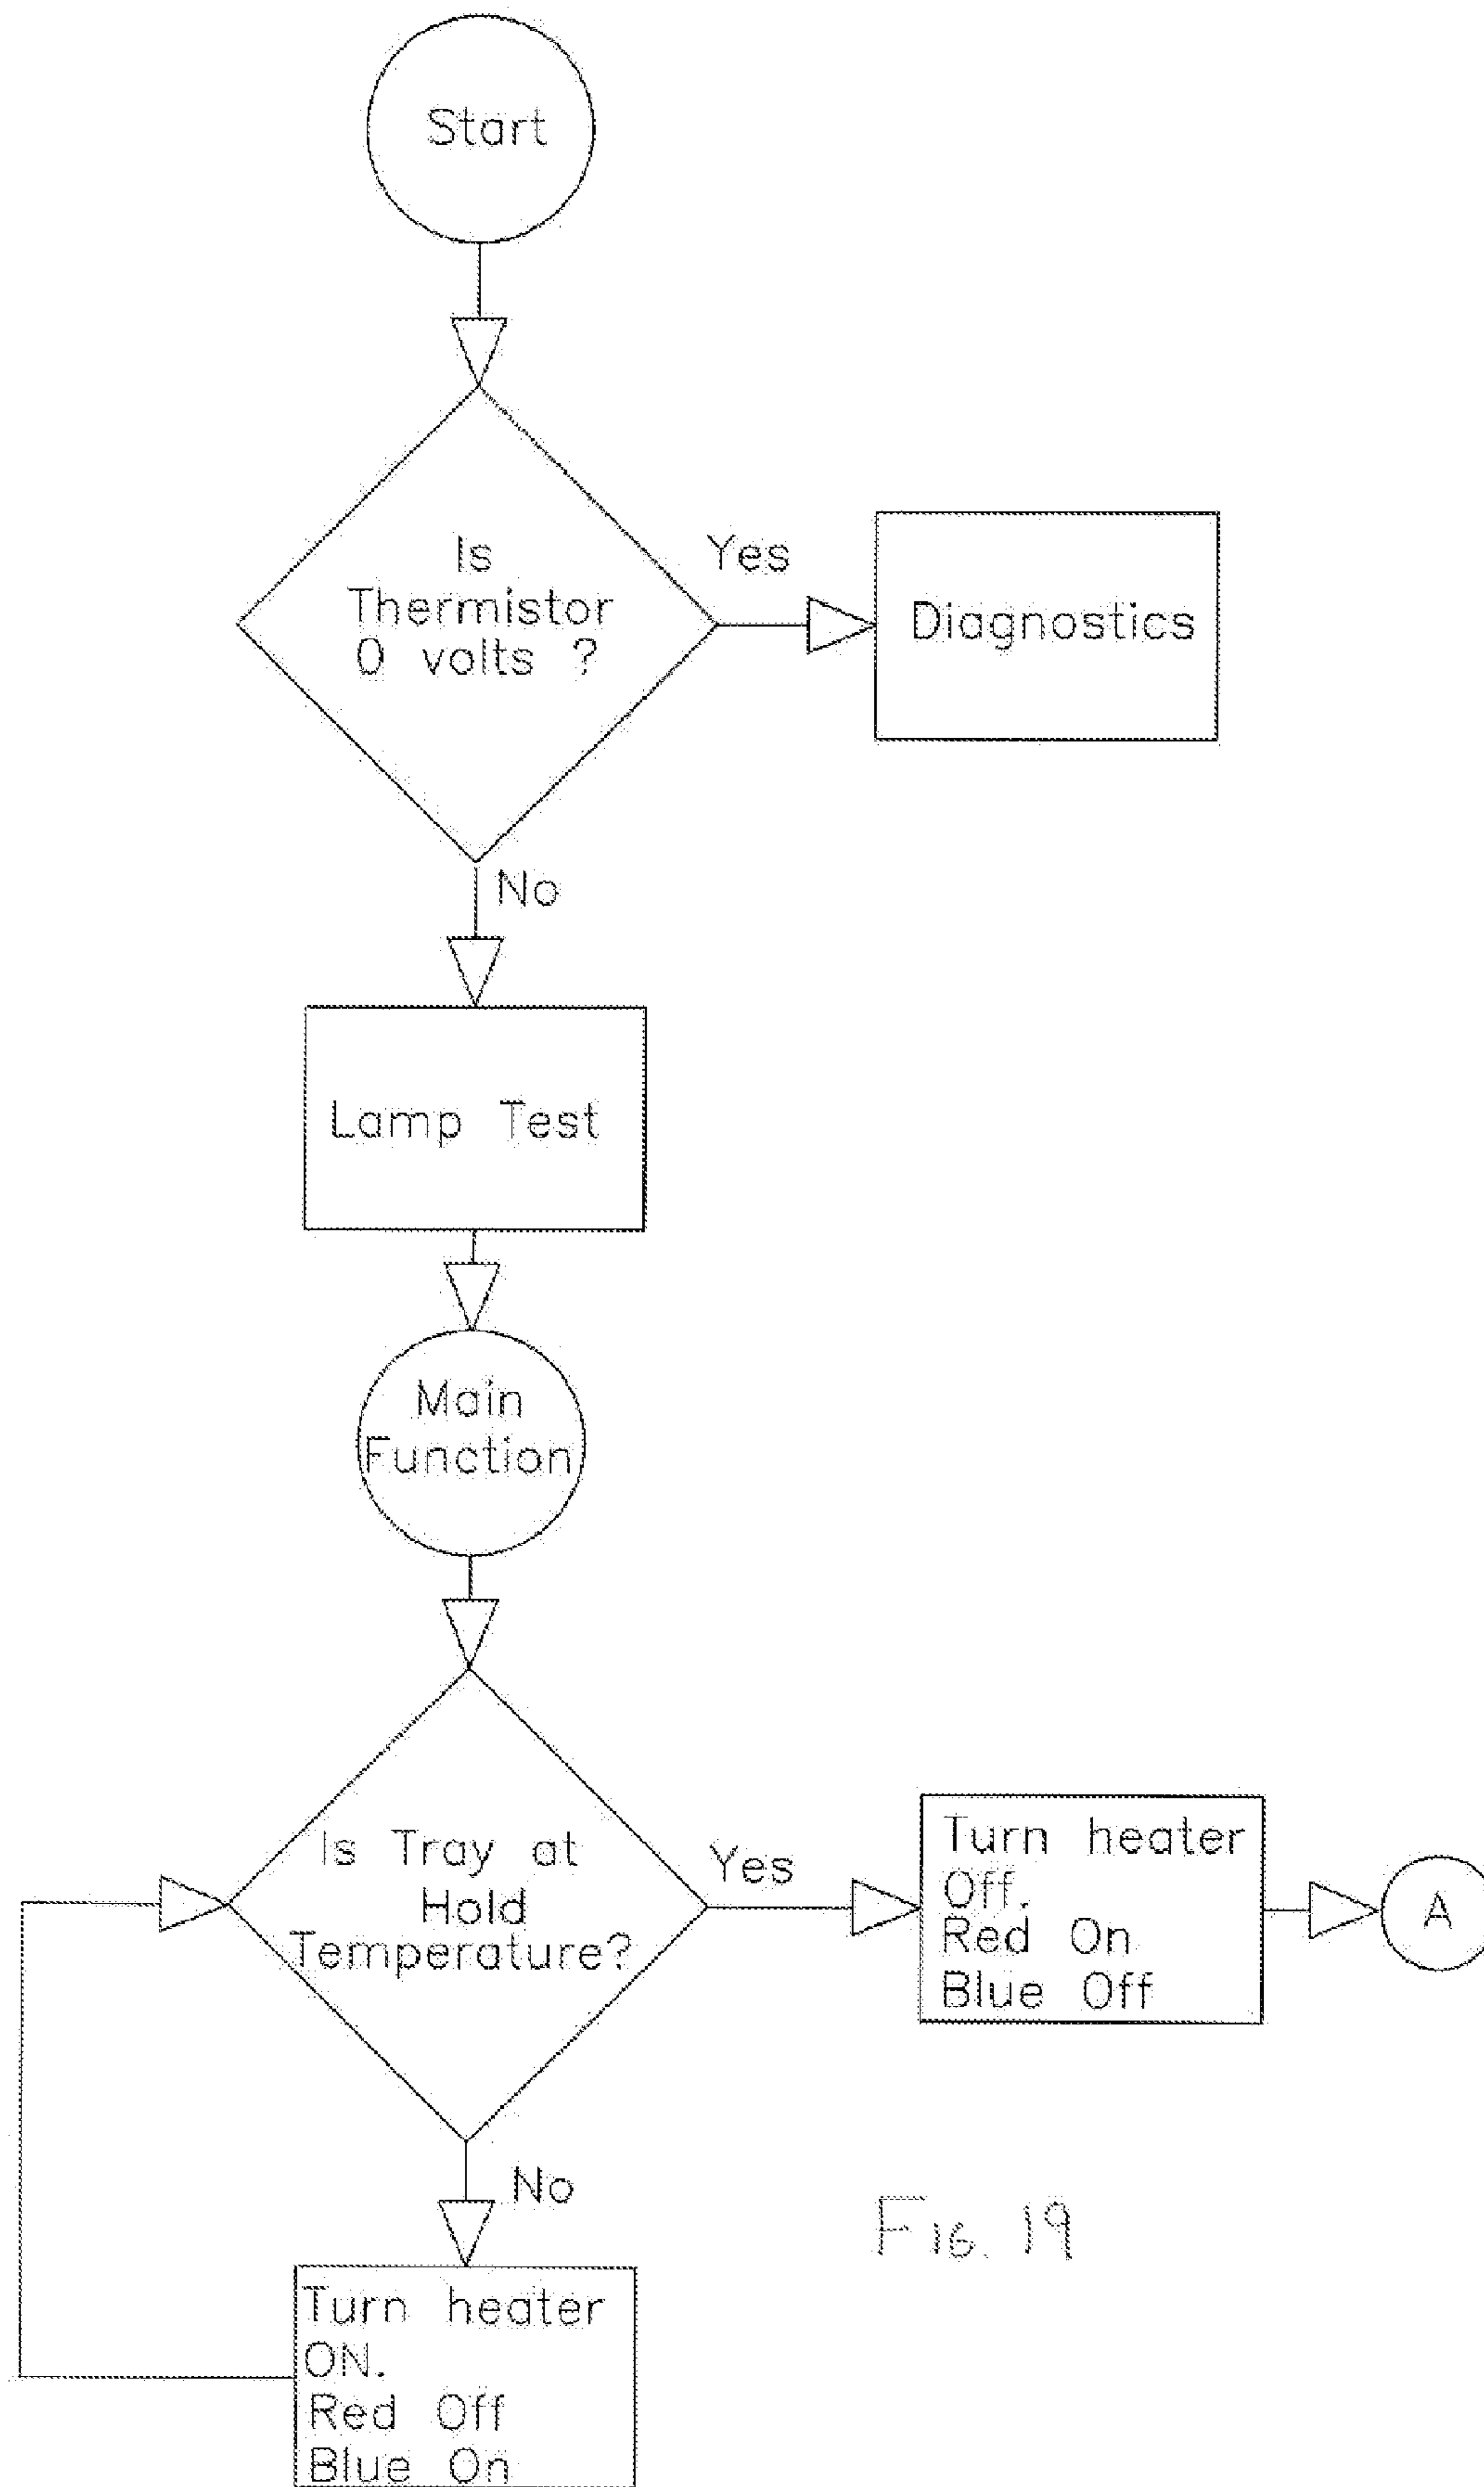 Start
Is
Thermistor
0 volts ?
Yes
Diagnostics
No
Lamp Test
Main
Function
Is Tray at
Hold
Temperature?
Yes
Turn heater
Off.
Red On
Blue Off
A
No
Turn heater
ON.
Red Off
Blue On
FIG. 19